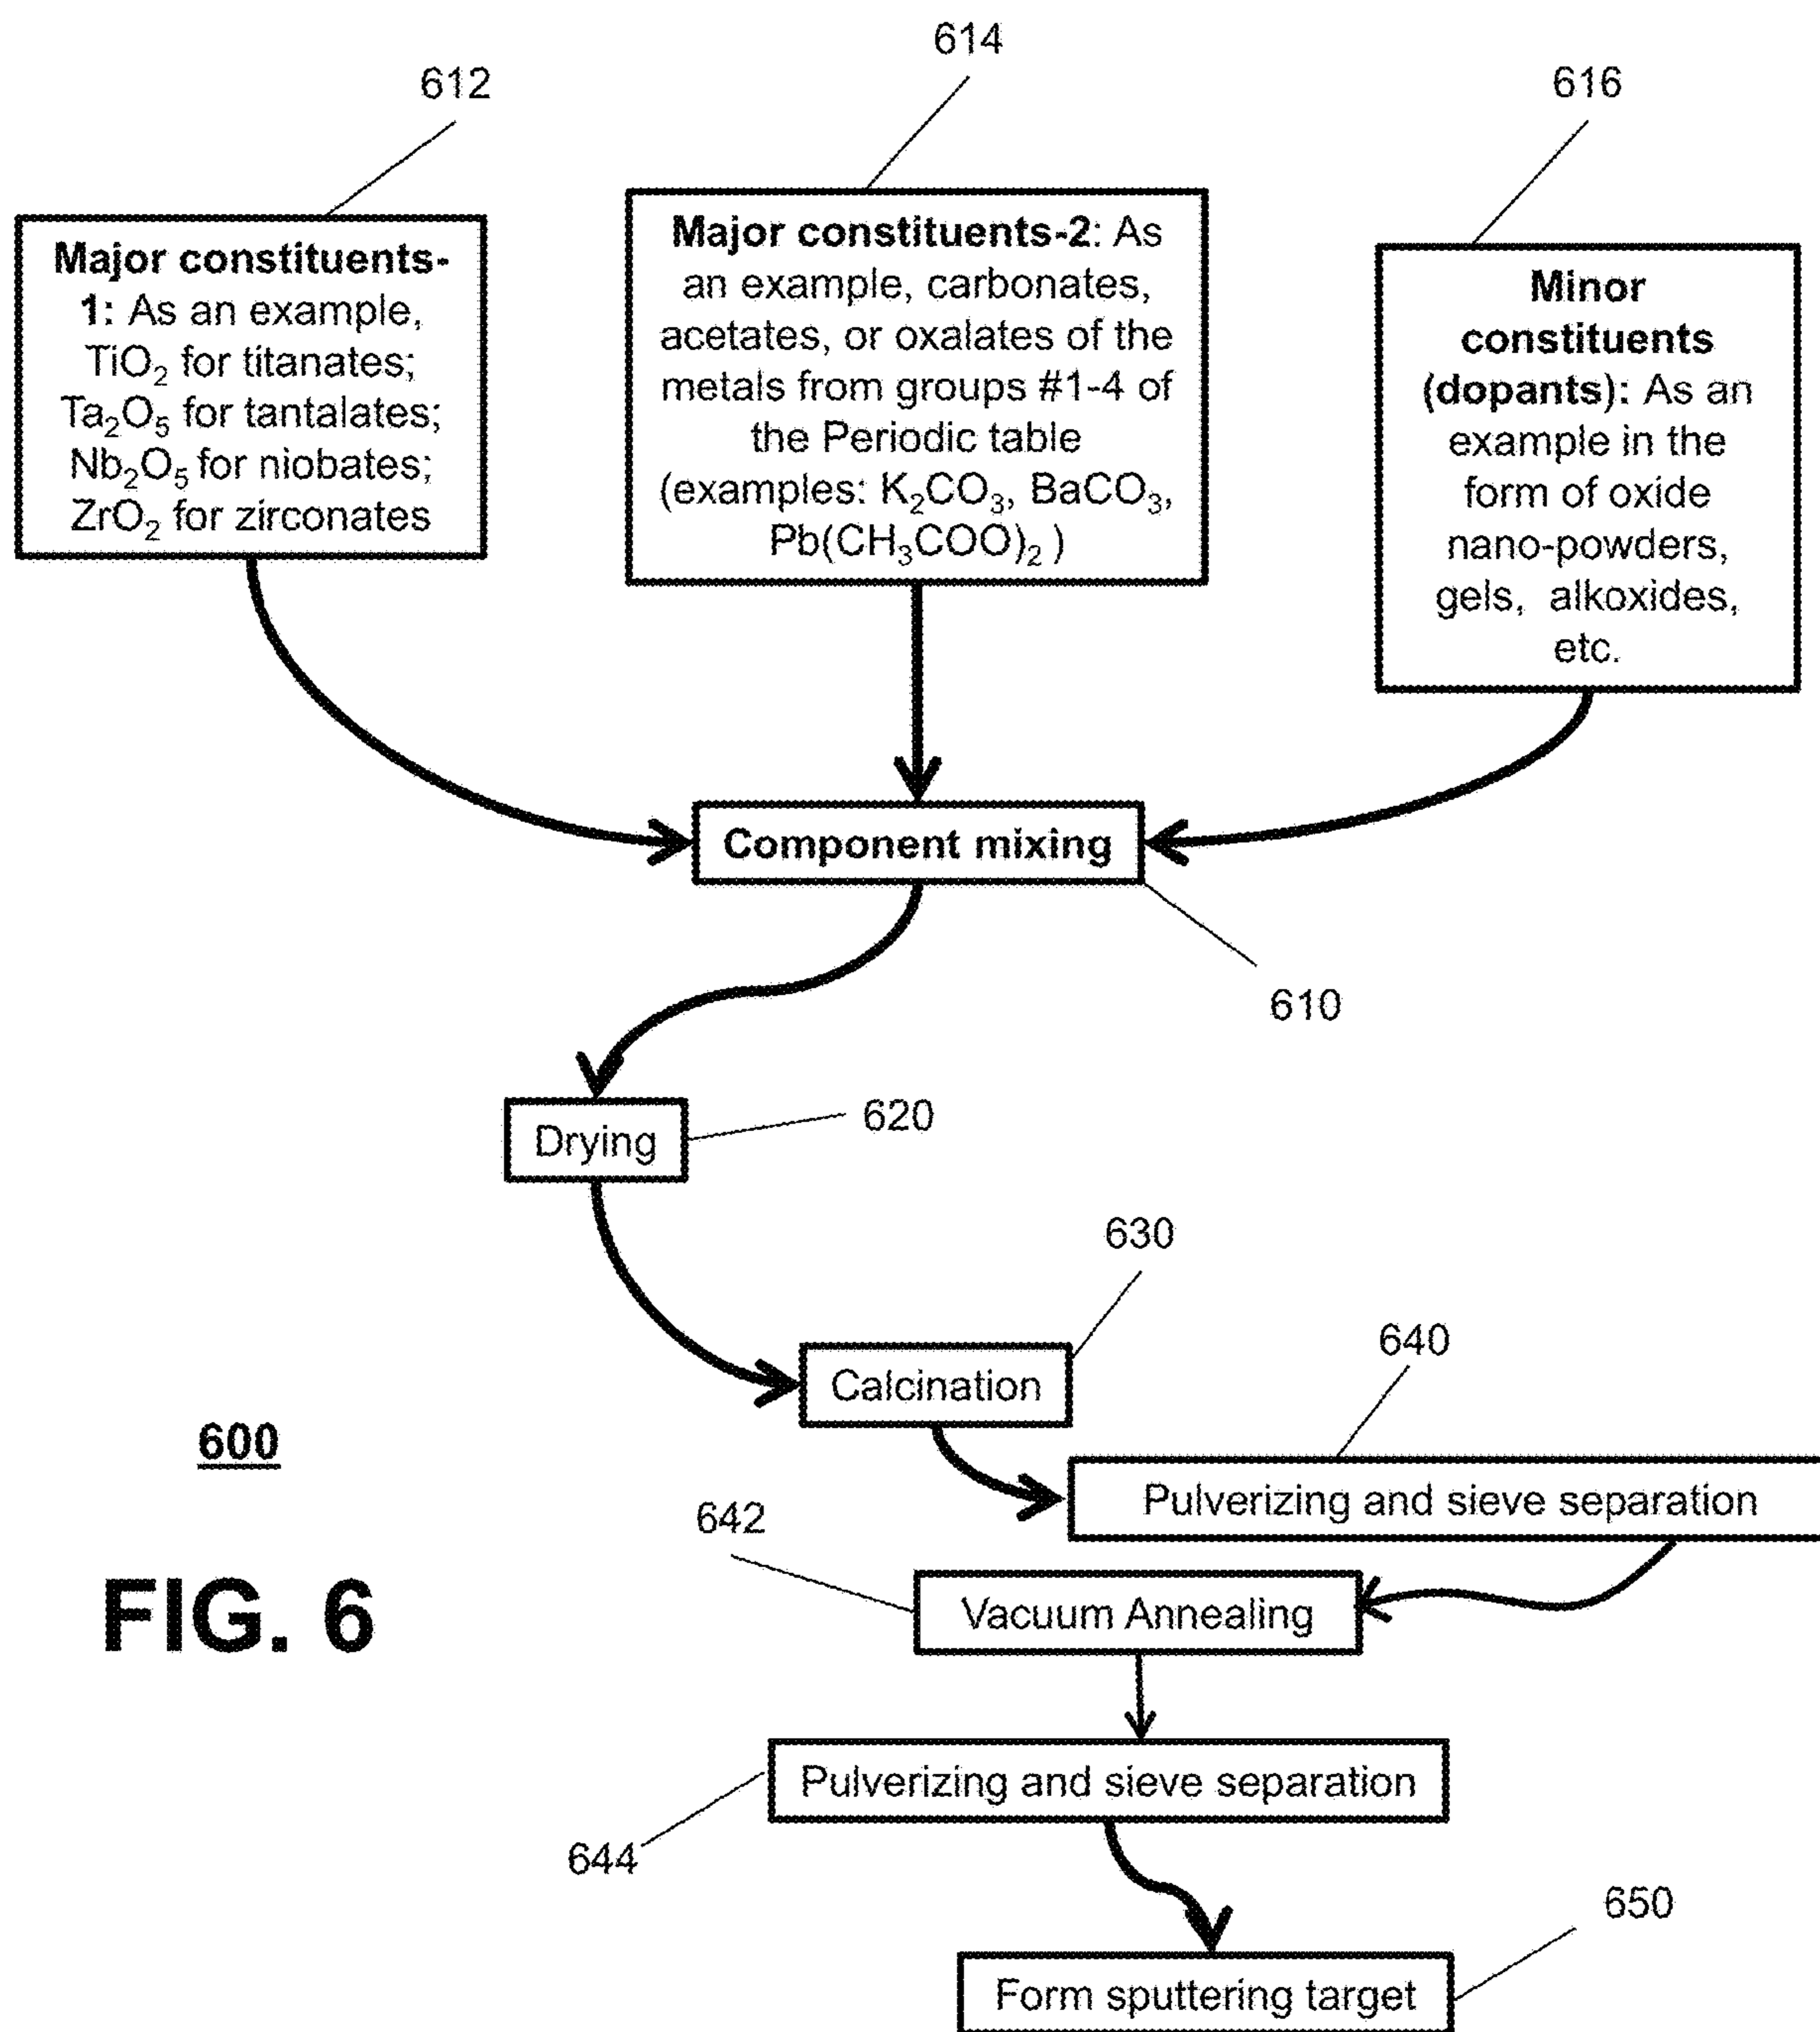 614
612
616
Major constituents-
1: As an example,
TiO₂ for titanates;
Ta₂O₅ for tantalates;
Nb₂O₅ for niobates;
ZrO₂ for zirconates
Major constituents-2: As
an example, carbonates,
acetates, or oxalates of the
metals from groups #1-4 of
the Periodic table
(examples: K₂CO₃, BaCO₃,
Pb(CH₃COO)₂ )
Minor
constituents
(dopants): As an
example in the
form of oxide
nano-powders,
gels, alkoxides,
etc.
Component mixing
610
Drying
620
630
Calcination
640
600
Pulverizing and sieve separation
642
FIG. 6
Vacuum Annealing
Pulverizing and sieve separation
644
650
Form sputtering target